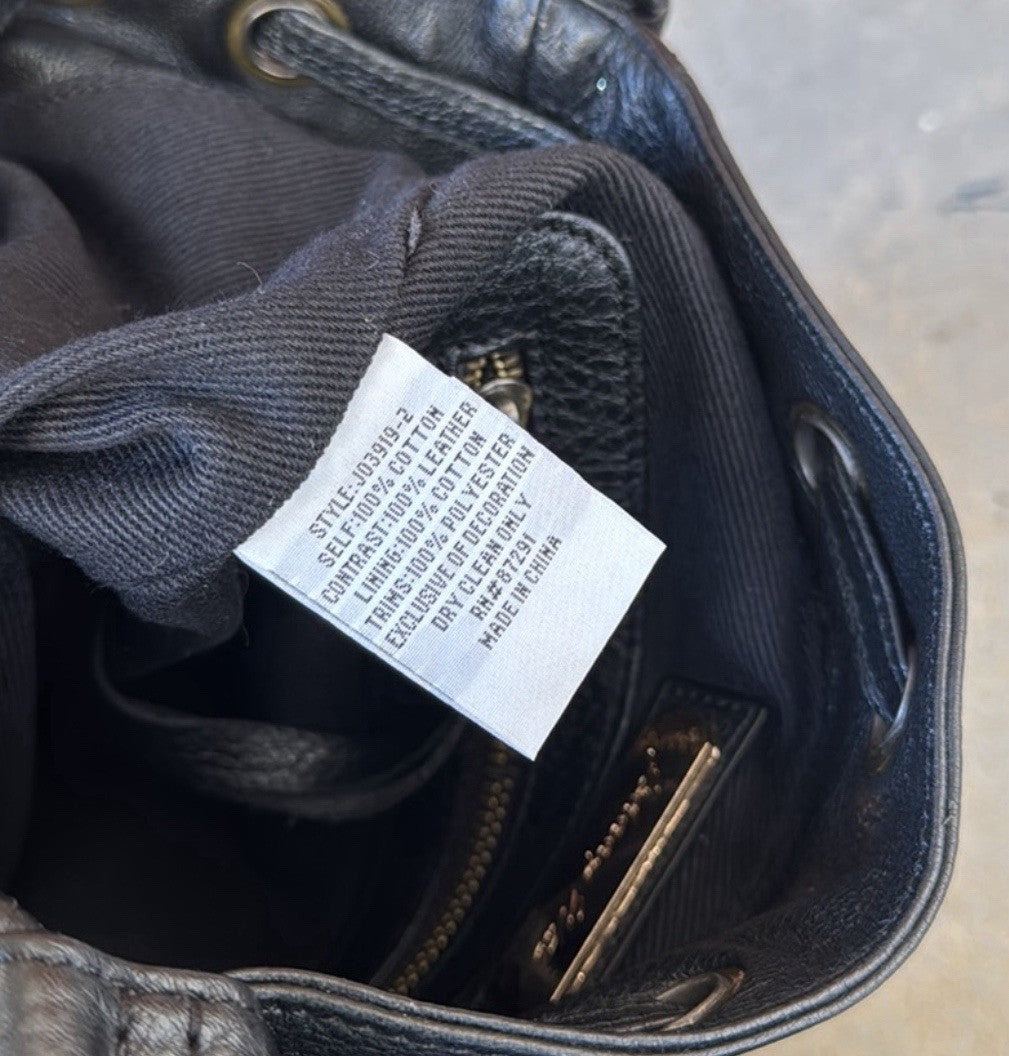 STYLE:JD3919-2
SELF:100% COTTON
CONTRAST:100% LEATHER
LINING:100% COTTON
TRIMS:100% POLYESTER
EXCLUSIVE OF DECORATION
DRY CLEAN ONLY
RN#87291
MADE IN CHINA